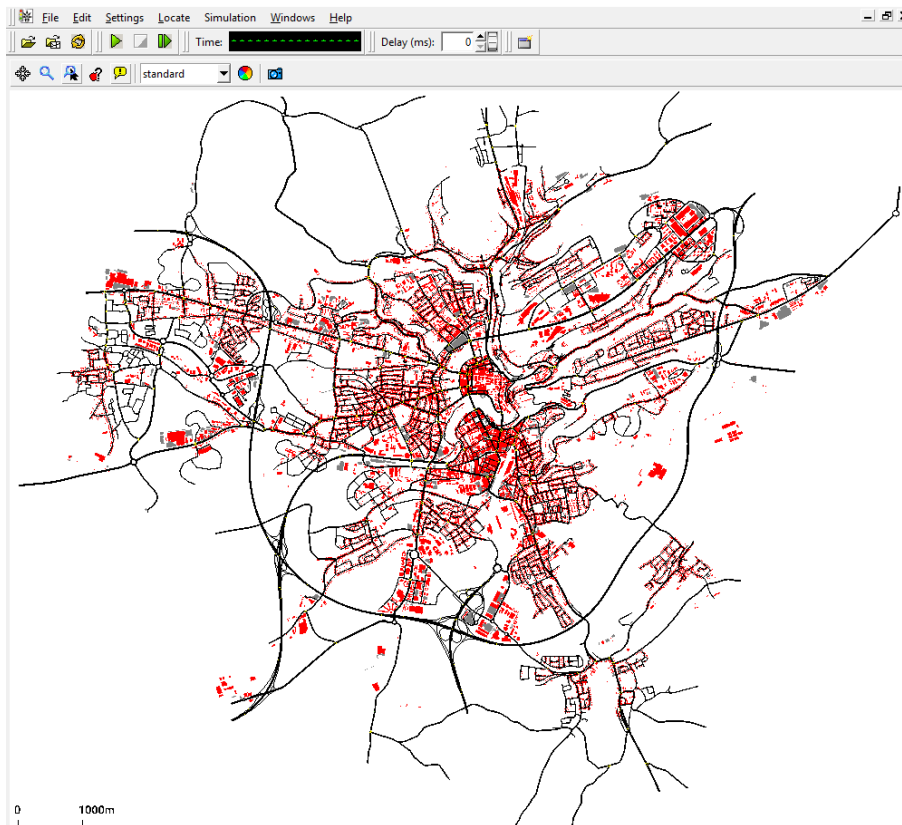 File Edit Settings Locate Simulation Windows Help
Time: Delay (ms): 0
standard
0 1000m